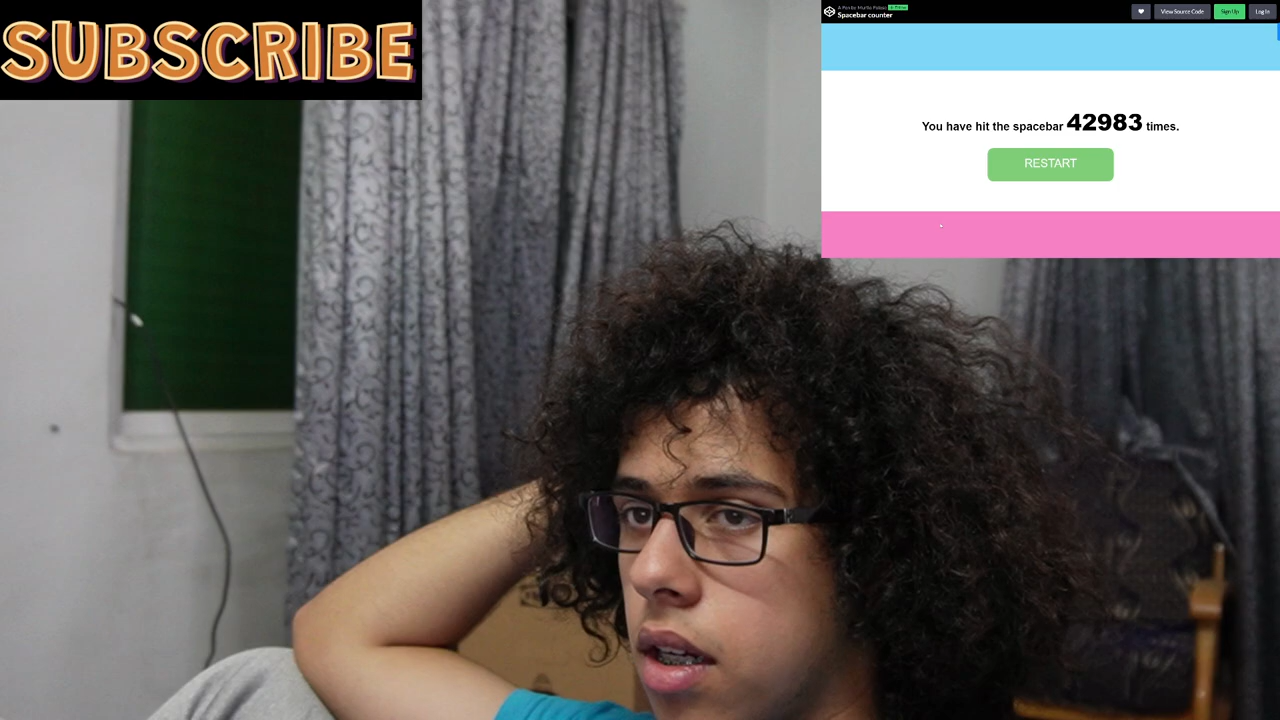 SUBSCRIBE
Spacebar counter
View Source Code
Sign Up
Log In
You have hit the spacebar 42983 times.
RESTART